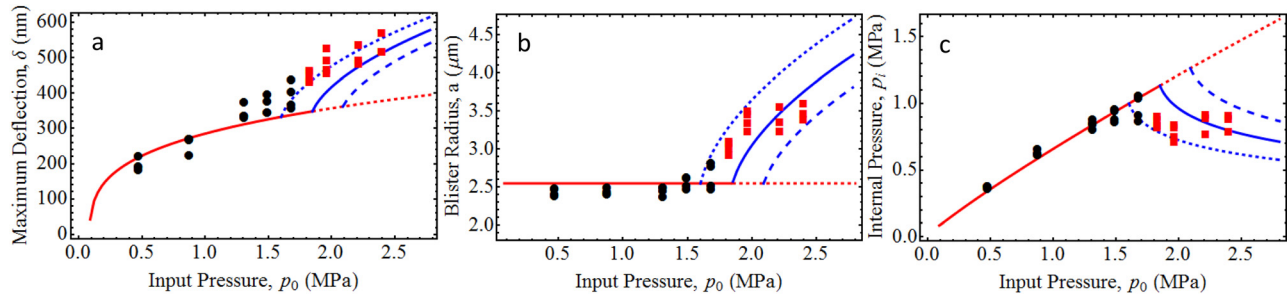 a
Maximum Deflection, δ (nm)
600
500
400
300
200
100
0
0.5 1.0 1.5 2.0 2.5
Input Pressure, p0 (MPa)
b
Blister Radius, a (μm)
4.5
4.0
3.5
3.0
2.5
2.0
0.5 1.0 1.5 2.0 2.5
Input Pressure, p0 (MPa)
c
Internal Pressure, pi (MPa)
1.5
1.0
0.5
0.0
0.0 0.5 1.0 1.5 2.0 2.5
Input Pressure, p0 (MPa)